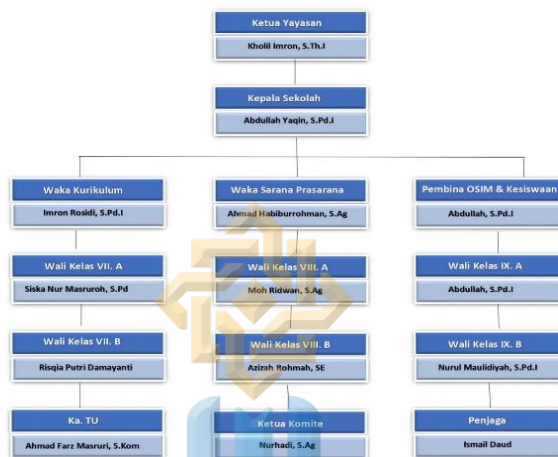 Ketua Yayasan
Kholil Imron, S.Th.I
Kepala Sekolah
Abdullah Yaqin, S.Pd.I
Waka Kurikulum
Imron Rosidi, S.Pd.I
Waka Sarana Prasarana
Ahmad Habiburrohman, S.Ag
Pembina OSIM & Kesiswaan
Abdullah, S.Pd.I
Wali Kelas VII. A
Siska Nur Masruroh, S.Pd
Wali Kelas VIII. A
Moh Ridwan, S.Ag
Wali Kelas IX. A
Abdullah, S.Pd.I
Wali Kelas VII. B
Risqia Putri Damayanti
Wali Kelas VIII. B
Azizah Rohmah, SE
Wali Kelas IX. B
Nurul Maulidiyah, S.Pd.I
Ka. TU
Ahmad Farz Masruri, S.Kom
Ketua Komite
Nurhadi, S.Ag
Penjaga
Ismail Daud